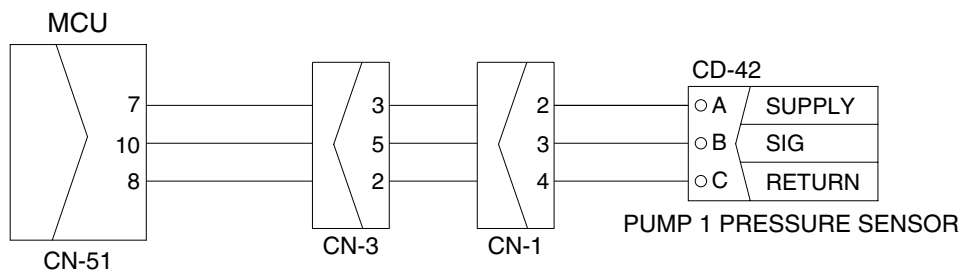 MCU
CD-42
7 3 2 A SUPPLY
10 5 3 B SIG
8 2 4 C RETURN
PUMP 1 PRESSURE SENSOR
CN-51 CN-3 CN-1